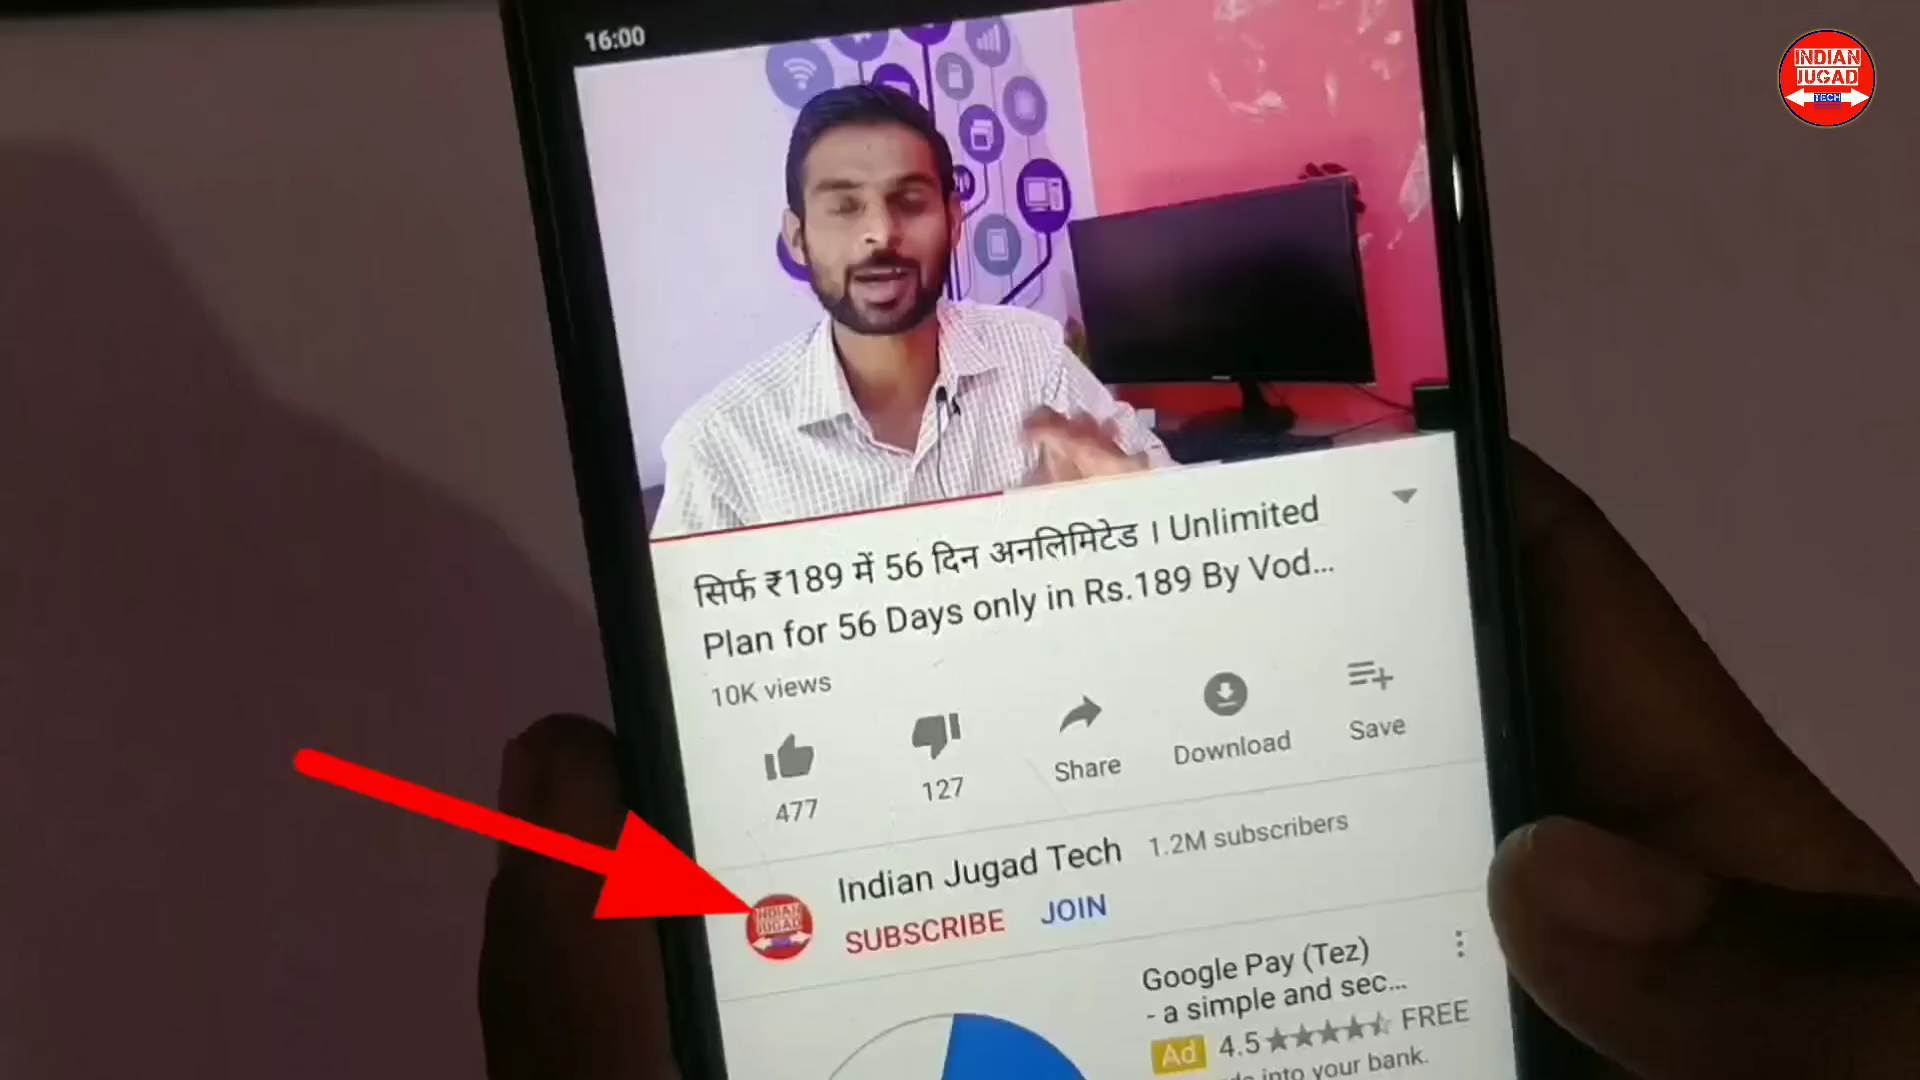 16:00
INDIAN
JUGAD
TECH
सिर्फ ₹189 में 56 दिन अनलिमिटेड । Unlimited
Plan for 56 Days only in Rs.189 By Vod...
10K views
477
127
Share
Download
Save
Indian Jugad Tech 1.2M subscribers
INDIAN
JUGAD
SUBSCRIBE JOIN
Google Pay (Tez)
- a simple and sec...
Ad 4.5 FREE
into your bank.